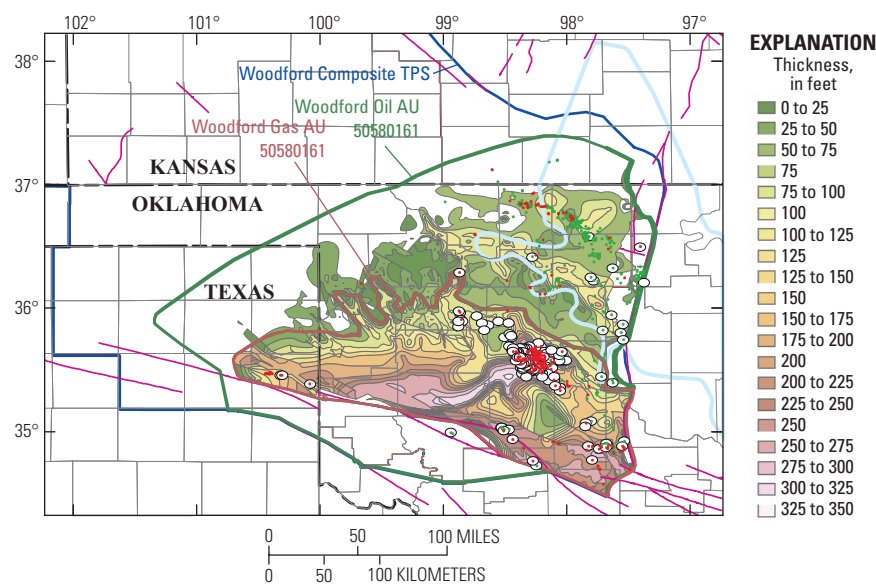 102° 101° 100° 99° 98° 97°
38°
37°
36°
35°
Woodford Composite TPS
Woodford Oil AU
50580161
Woodford Gas AU
50580161
KANSAS
OKLAHOMA
TEXAS
0 50 100 MILES
0 50 100 KILOMETERS
EXPLANATION
Thickness,
in feet
0 to 25
25 to 50
50 to 75
75
75 to 100
100
100 to 125
125
125 to 150
150
150 to 175
175 to 200
200
200 to 225
225 to 250
250
250 to 275
275 to 300
300 to 325
325 to 350